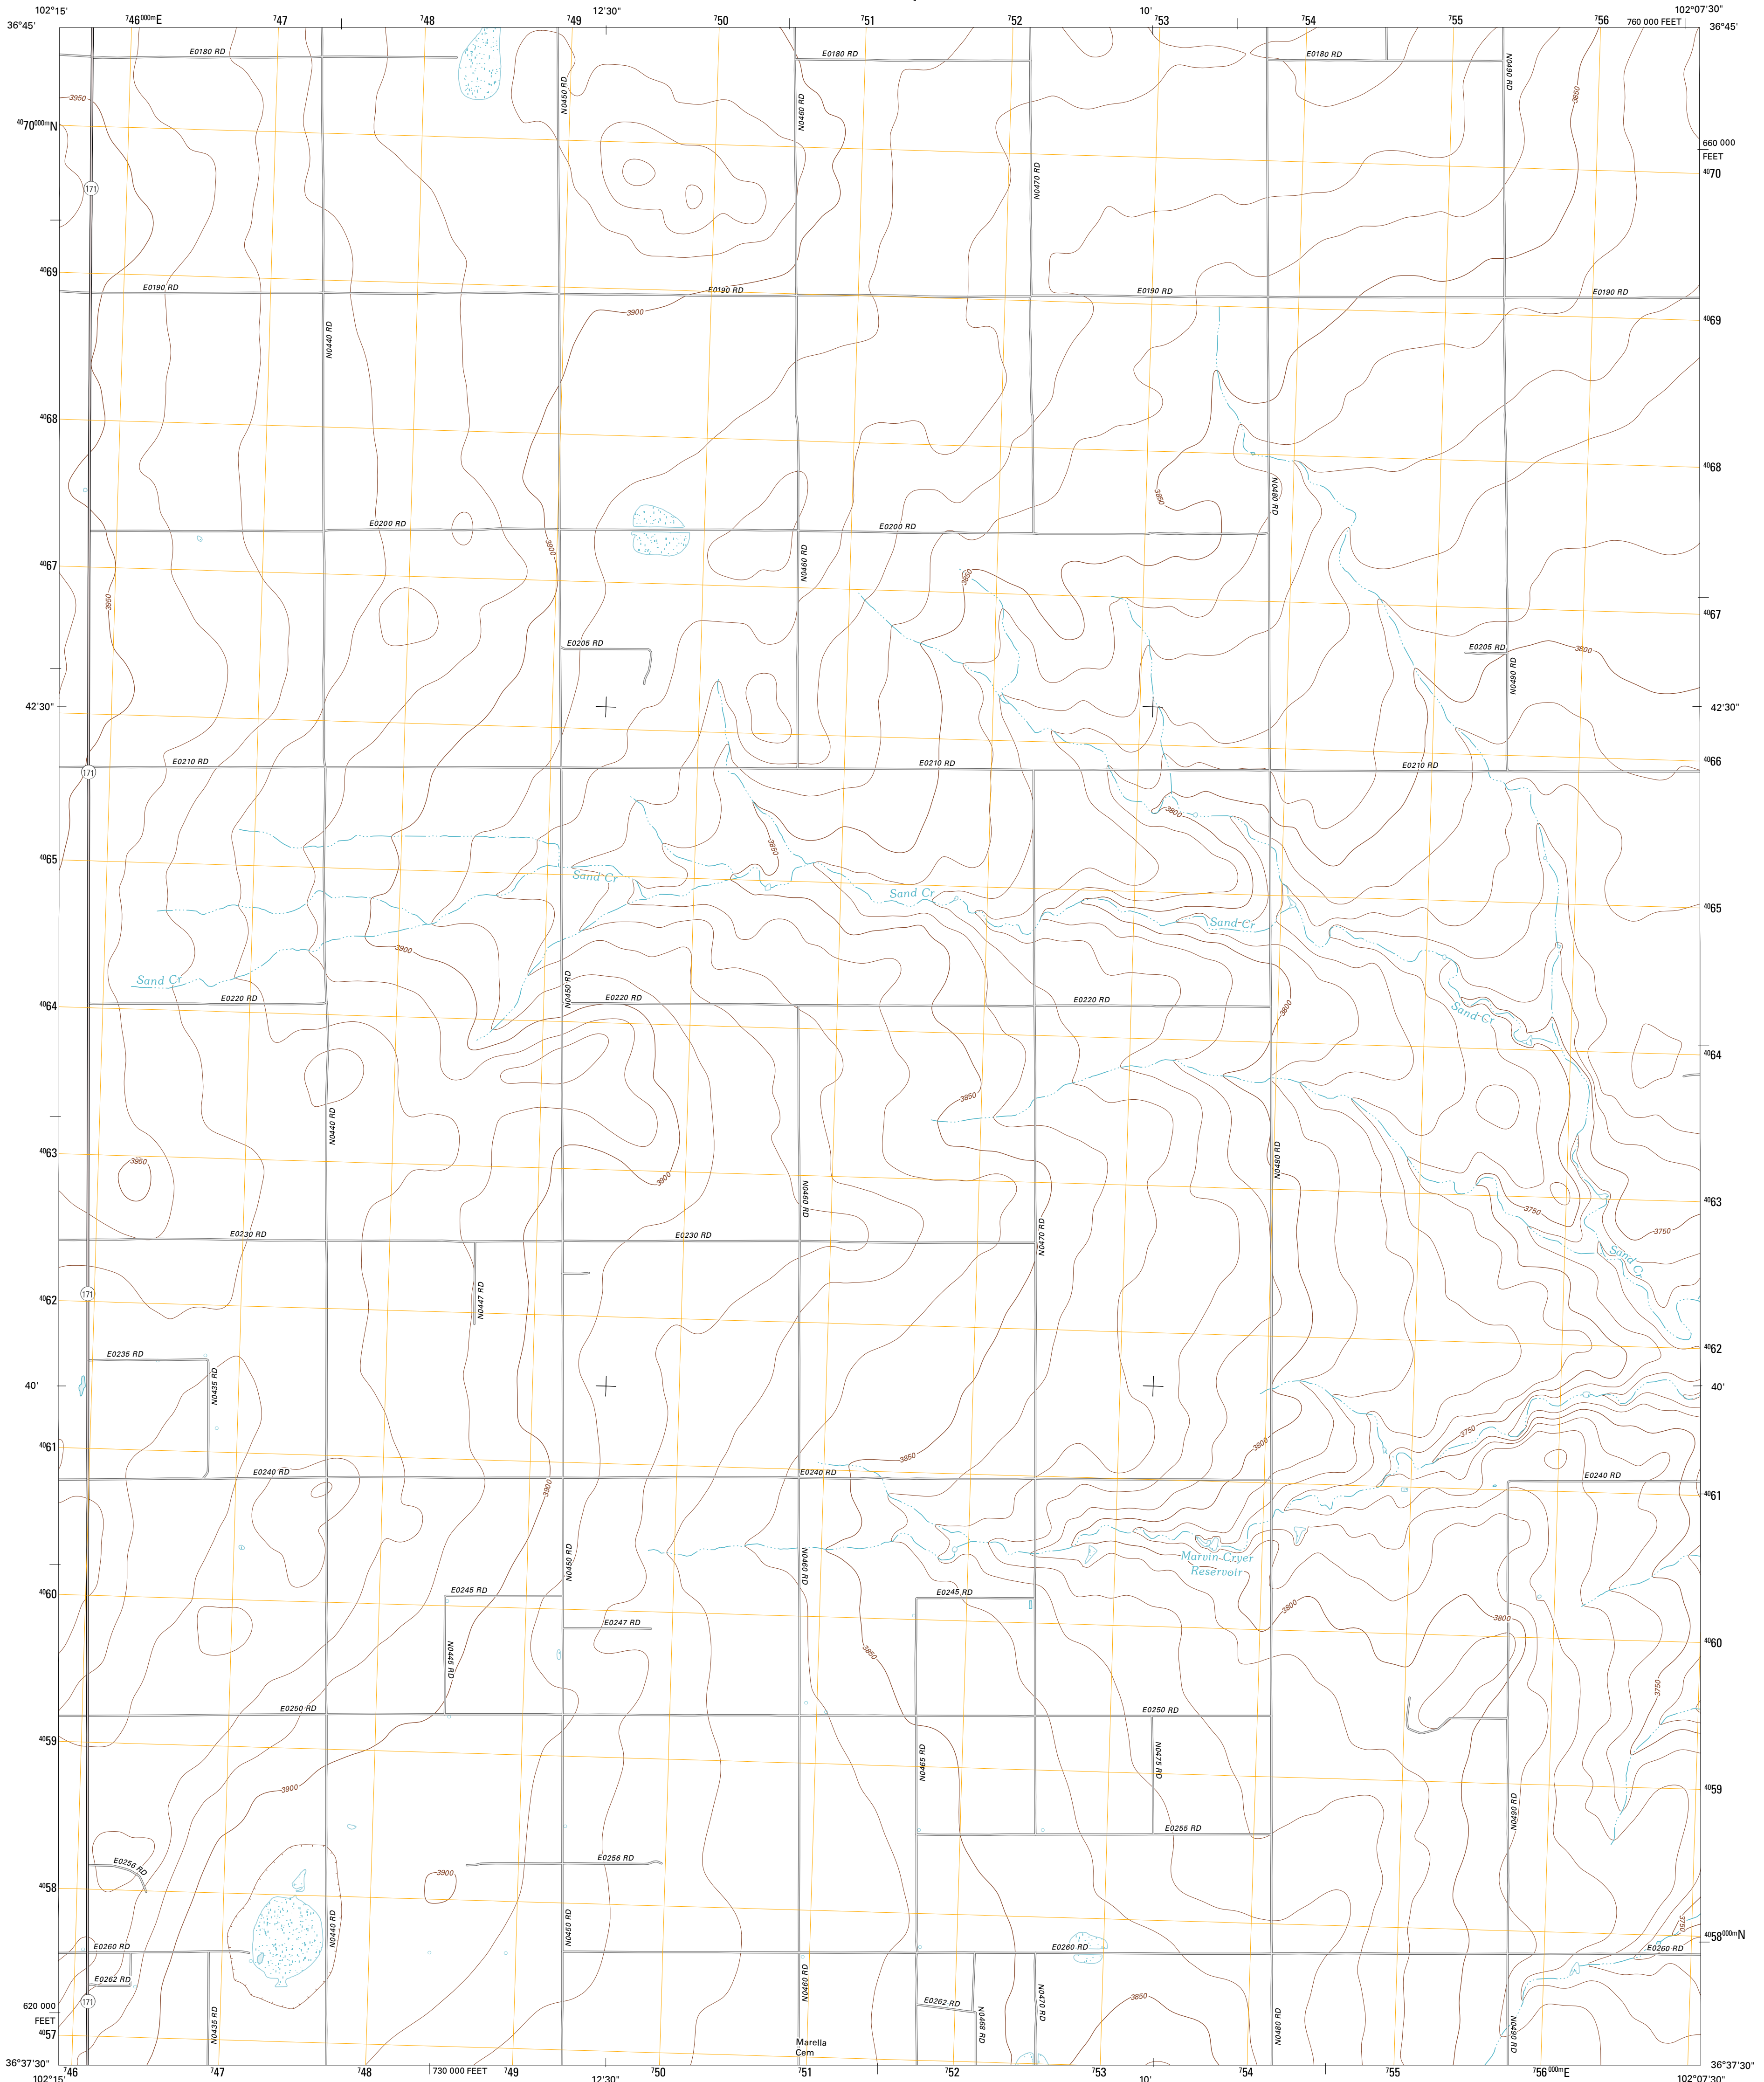 102°15' 746000mE 747 748 749 12'30" 750 751 752 10' 753 754 755 756 760 000 FEET 102°07'30"
36°45' 36°45'
E0180 RD E0180 RD E0180 RD
N0450 RD N0460 RD N0490 RD
3950 3850
4070000mN
660 000
FEET
4070
171
N0470 RD
4069
E0190 RD E0190 RD E0190 RD E0190 RD
3900
4069
N0440 RD
4068
4068
3850
N0480 RD
E0200 RD E0200 RD
3900
N0460 RD
4067
3850
3950
4067
E0205 RD E0205 RD
3800
N0490 RD
42'30" 42'30"
E0210 RD E0210 RD E0210 RD
4066
171
3800
3850
4065
Sand Cr
Sand Cr
Sand Cr
4065
3900
Sand Cr
N0450 RD
E0220 RD E0220 RD E0220 RD
4064
3800
Sand Cr
4064
3850
N0440 RD
4063
3950
3900
N0480 RD
N0460 RD
3750
4063
E0230 RD E0230 RD
N0470 RD
3750
Sand Cr
171
4062
N0447 RD
4062
E0235 RD
N0435 RD
40' 40'
3750
4061
3800
3850
E0240 RD E0240 RD E0240 RD
3900
4061
N0450 RD
N0460 RD
Marvin Cryer
Reservoir
4060
E0245 RD E0245 RD
3800
3800
E0247 RD
4060
N0445 RD
3850
3750
E0250 RD E0250 RD
4059
N0465 RD
N0475 RD
3900
4059
N0490 RD
E0255 RD
E0256 RD E0256 RD
3900
4058
N0440 RD
N0450 RD
3750
4058000mN
E0260 RD E0260 RD E0260 RD
E0262 RD
N0460 RD
N0470 RD
3850
171
620 000
FEET
E0262 RD
N0435 RD
N0468 RD
N0480 RD
N0490 RD
4057
Marella
Cem
36°37'30" 36°37'30"
746 747 748 730 000 FEET 749 750 751 752 753 754 755 756000mE
102°15' 12'30" 10' 102°07'30"